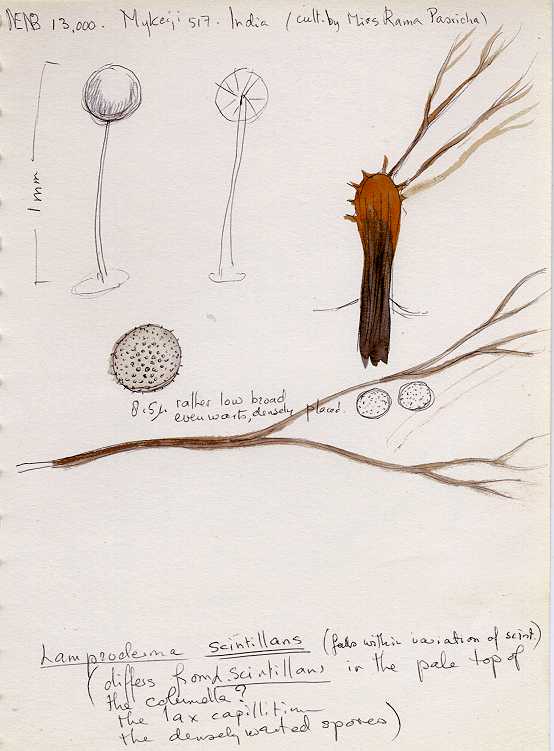 NENB 13,000. Mykeiji 517. India (cult. by Miss Rama Pasricha)
1 mm
8.5µ rather low broad
even warts, densely placed.
Lamproderma scintillans (falls within variation of scint.)
(differs from L. scintillans in the pale top of
the columella?
the lax capillitium
the densely warted spores)